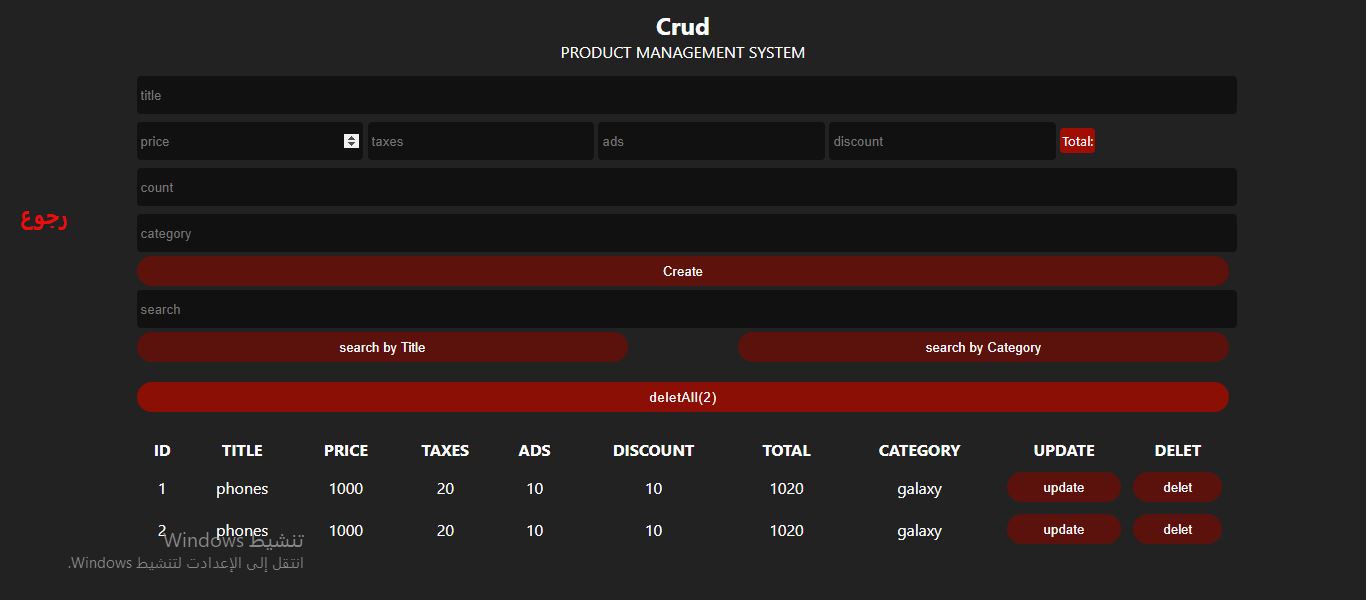 Crud
PRODUCT MANAGEMENT SYSTEM
title
price taxes ads discount Total:
count
رجوع
category
Create
search
search by Title search by Category
deletAll(2)
ID TITLE PRICE TAXES ADS DISCOUNT TOTAL CATEGORY UPDATE DELET
1 phones 1000 20 10 10 1020 galaxy update delet
2 phones 1000 20 10 10 1020 galaxy update delet
تنشيط Windows
انتقل إلى الإعدادت لتنشيط Windows.